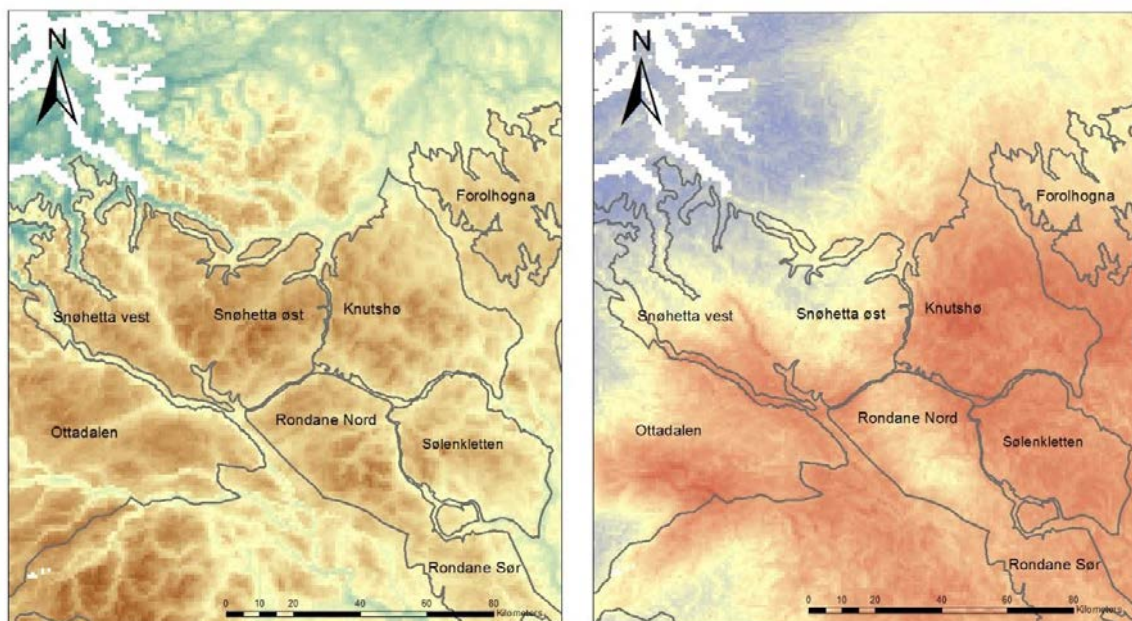 N
Forolhogna
Snøhetta vest
Snøhetta øst
Knutshø
Ottadalen
Rondane Nord
Sølenkletten
Rondane Sør
0 10 20 40 60 80
Kilometers
N
Forolhogna
Snøhetta vest
Snøhetta øst
Knutshø
Ottadalen
Rondane Nord
Sølenkletten
Rondane Sør
0 10 20 40 60 80
Kilometers